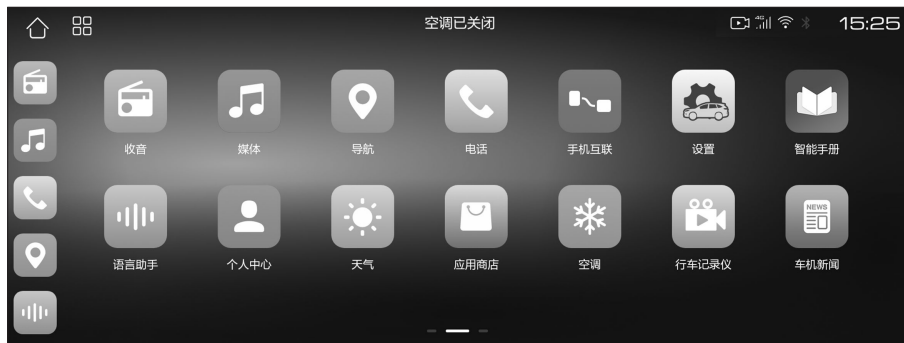 空调已关闭
4G
15:25
收音
媒体
导航
电话
手机互联
设置
智能手册
语言助手
个人中心
天气
应用商店
空调
行车记录仪
NEWS
车机新闻